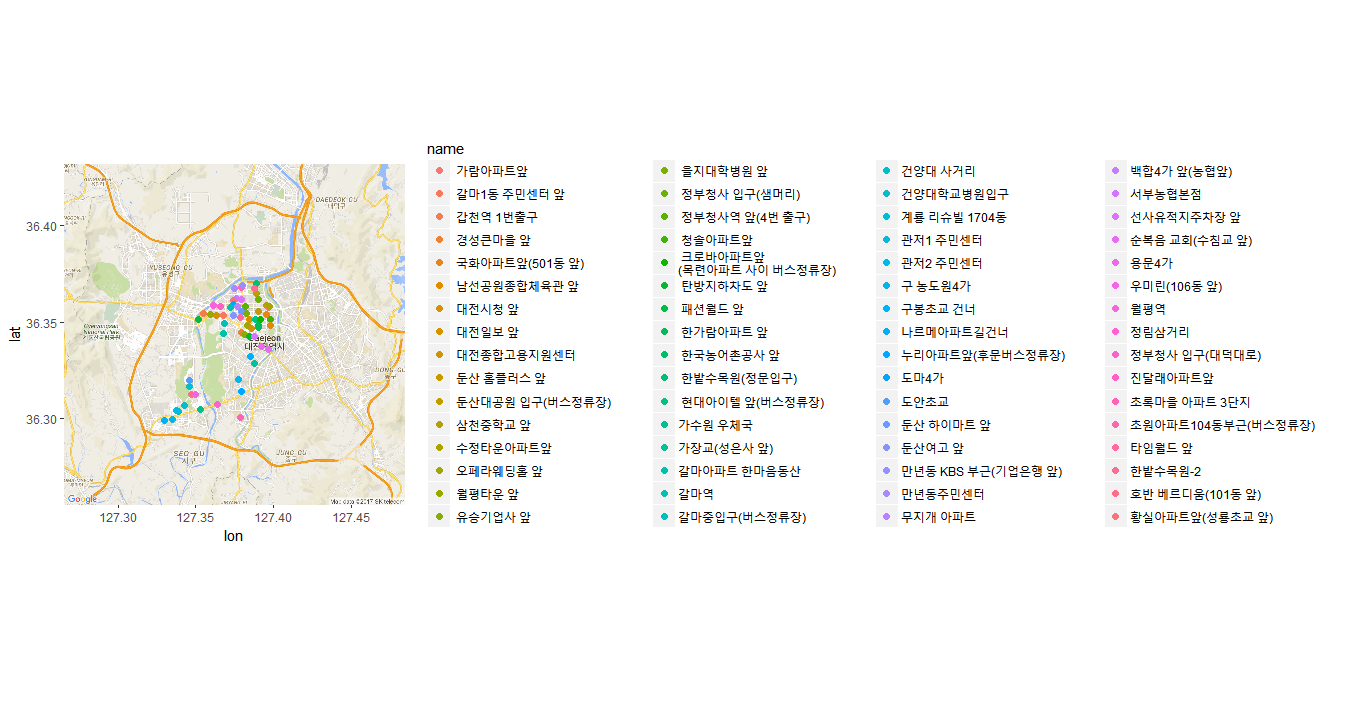 name
가람아파트앞
갈마1동 주민센터 앞
갑천역 1번출구
경성큰마을 앞
국화아파트앞(501동 앞)
남선공원종합체육관 앞
대전시청 앞
대전일보 앞
대전종합고용지원센터
둔산 홈플러스 앞
둔산대공원 입구(버스정류장)
삼천중학교 앞
수정타운아파트앞
오페라웨딩홀 앞
월평타운 앞
유승기업사 앞
을지대학병원 앞
정부청사 입구(샘머리)
정부청사역 앞(4번 출구)
청솔아파트앞
크로바아파트앞
(목련아파트 사이 버스정류장)
탄방지하차도 앞
패션월드 앞
한가람아파트 앞
한국농어촌공사 앞
한밭수목원(정문입구)
현대아이텔 앞(버스정류장)
가수원 우체국
가장교(성은사 앞)
갈마아파트 한마음동산
갈마역
갈마중입구(버스정류장)
건양대 사거리
건양대학교병원입구
계룡 리슈빌 1704동
관저1 주민센터
관저2 주민센터
구 농도원4가
구봉초교 건너
나르메아파트길건너
누리아파트앞(후문버스정류장)
도마4가
도안초교
둔산 하이마트 앞
둔산여고 앞
만년동 KBS 부근(기업은행 앞)
만년동주민센터
무지개 아파트
백합4가 앞(농협앞)
서부농협본점
선사유적지주차장 앞
순복음 교회(수침교 앞)
용문4가
우미린(106동 앞)
월평역
정림삼거리
정부청사 입구(대덕대로)
진달래아파트앞
초록마을 아파트 3단지
초원아파트104동부근(버스정류장)
타임월드 앞
한밭수목원-2
호반 베르디움(101동 앞)
황실아파트앞(성룡초교 앞)
lat
36.40
36.35
36.30
DAEDEOK-GU
대덕구
YUSEONG-GU
유성구
Gyeryongsan
National Park
Daejeon
대전광역시
DONG-GU
동구
SEO-GU
서구
JUNG-GU
중구
Google
Map data ©2017 SK telecom
127.30
127.35
127.40
127.45
lon